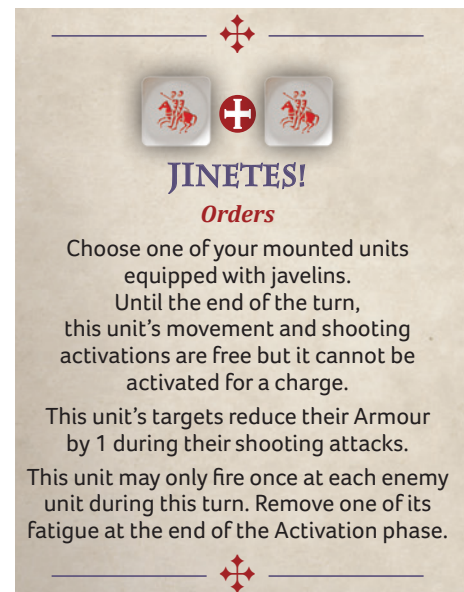 JINETES!
Orders
Choose one of your mounted units
equipped with javelins.
Until the end of the turn,
this unit's movement and shooting
activations are free but it cannot be
activated for a charge.
This unit's targets reduce their Armour
by 1 during their shooting attacks.
This unit may only fire once at each enemy
unit during this turn. Remove one of its
fatigue at the end of the Activation phase.